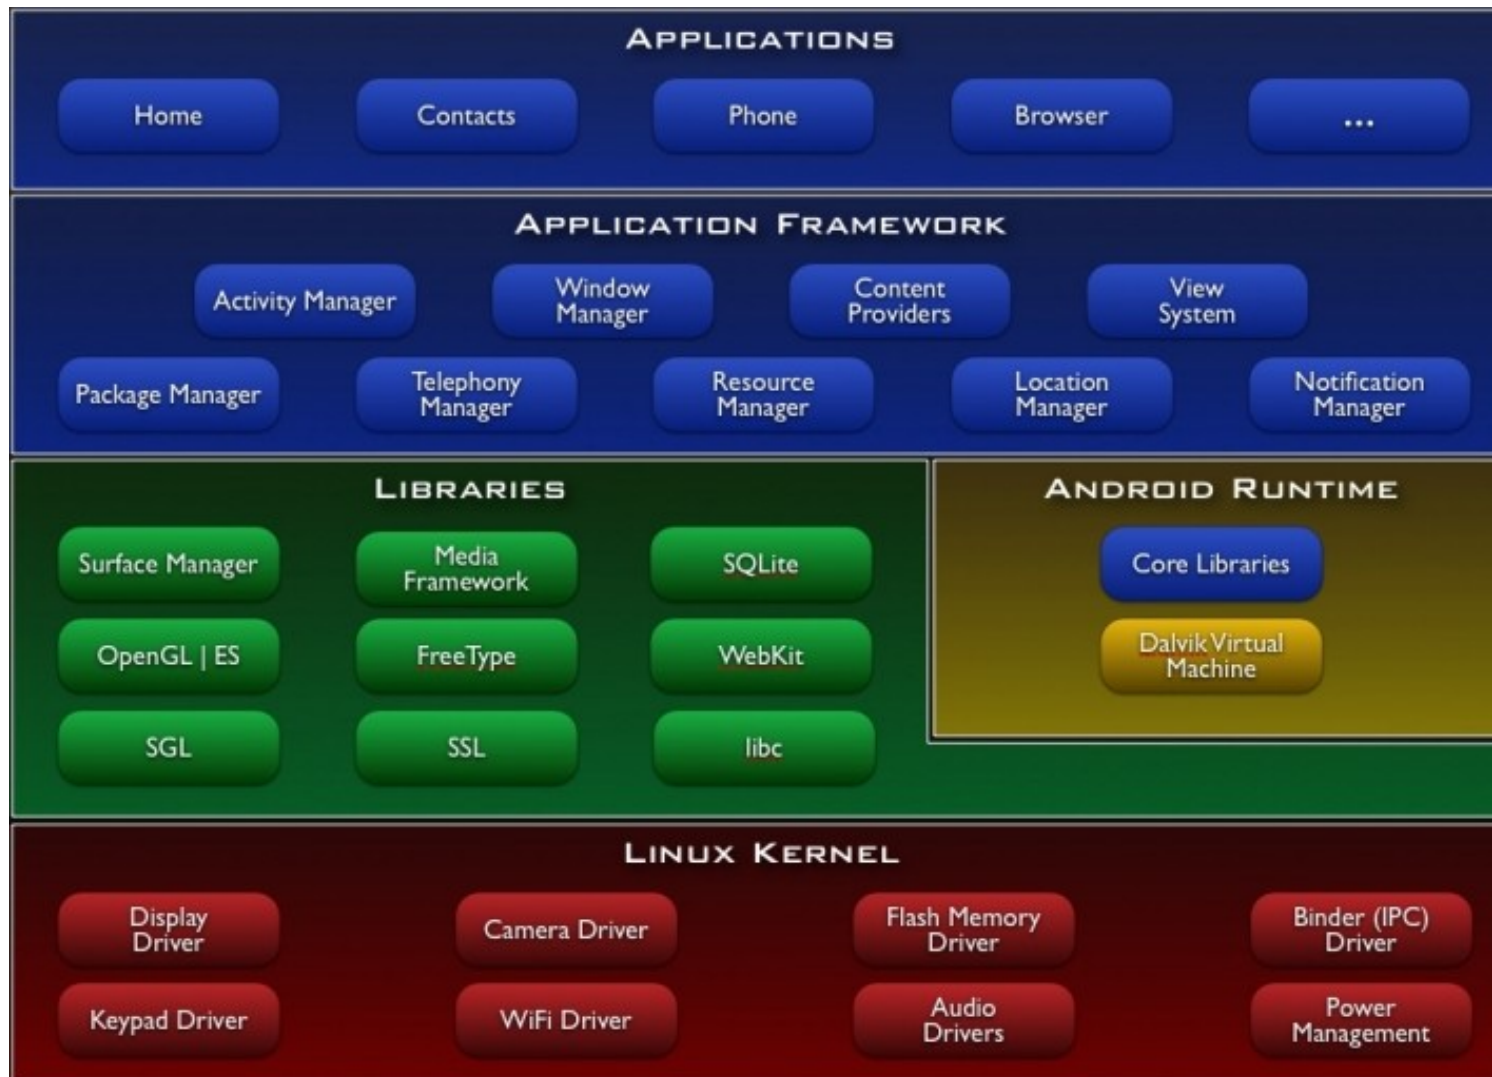 APPLICATIONS
Home
Contacts
Phone
Browser
...
APPLICATION FRAMEWORK
Activity Manager
Window
Manager
Content
Providers
View
System
Package Manager
Telephony
Manager
Resource
Manager
Location
Manager
Notification
Manager
LIBRARIES
Surface Manager
Media
Framework
SQLite
OpenGL | ES
FreeType
WebKit
SGL
SSL
libc
ANDROID RUNTIME
Core Libraries
Dalvik Virtual
Machine
LINUX KERNEL
Display
Driver
Camera Driver
Flash Memory
Driver
Binder (IPC)
Driver
Keypad Driver
WiFi Driver
Audio
Drivers
Power
Management